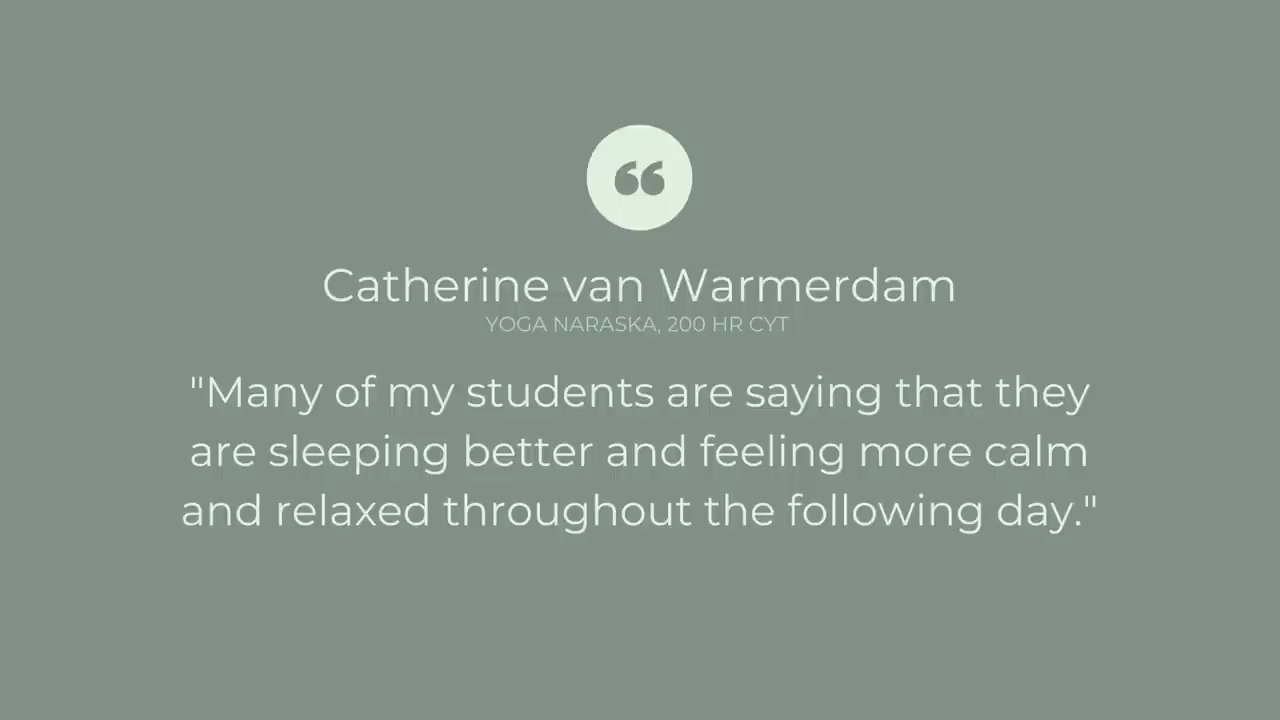 ❝
Catherine van Warmerdam
YOGA NARASKA, 200 HR CYT
"Many of my students are saying that they
are sleeping better and feeling more calm
and relaxed throughout the following day."